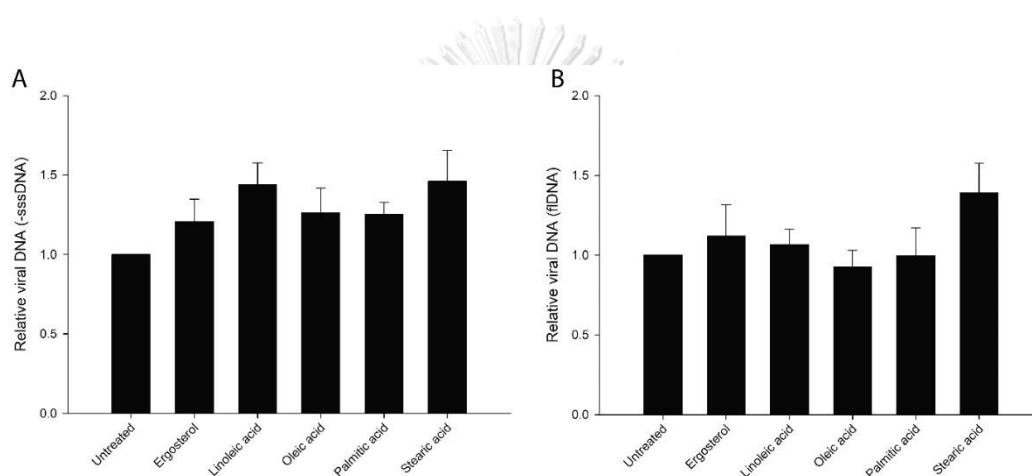 A
2.0
1.5
1.0
0.5
0.0
Relative viral DNA (-sssDNA)
Untreated
Ergosterol
Linoleic acid
Oleic acid
Palmitic acid
Stearic acid
B
2.0
1.5
1.0
0.5
0.0
Relative viral DNA (flDNA)
Untreated
Ergosterol
Linoleic acid
Oleic acid
Palmitic acid
Stearic acid